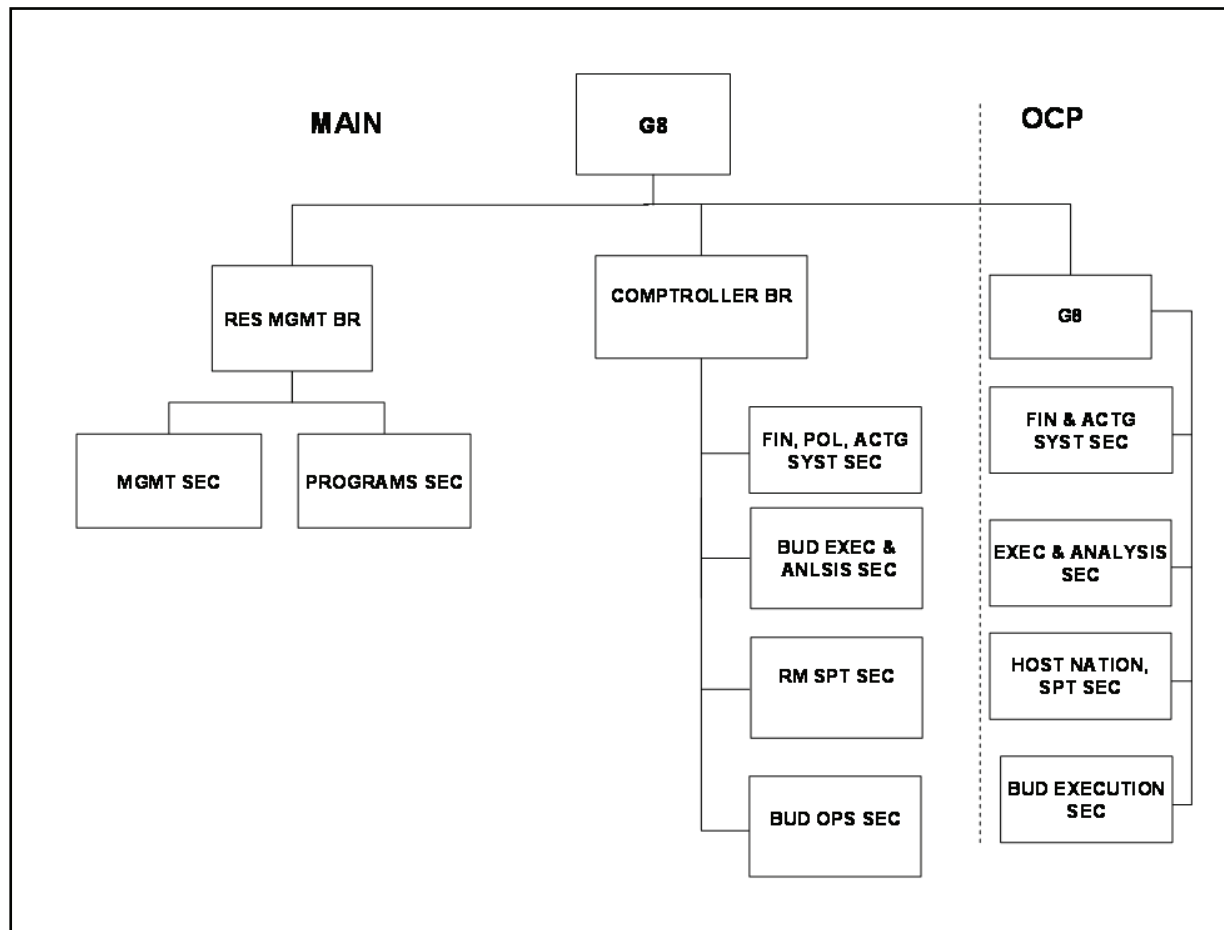 MAIN
G8
OCP
RES MGMT BR
COMPTROLLER BR
G8
MGMT SEC
PROGRAMS SEC
FIN, POL, ACTG
SYST SEC
BUD EXEC &
ANLSIS SEC
RM SPT SEC
BUD OPS SEC
FIN & ACTG
SYST SEC
EXEC & ANALYSIS
SEC
HOST NATION,
SPT SEC
BUD EXECUTION
SEC